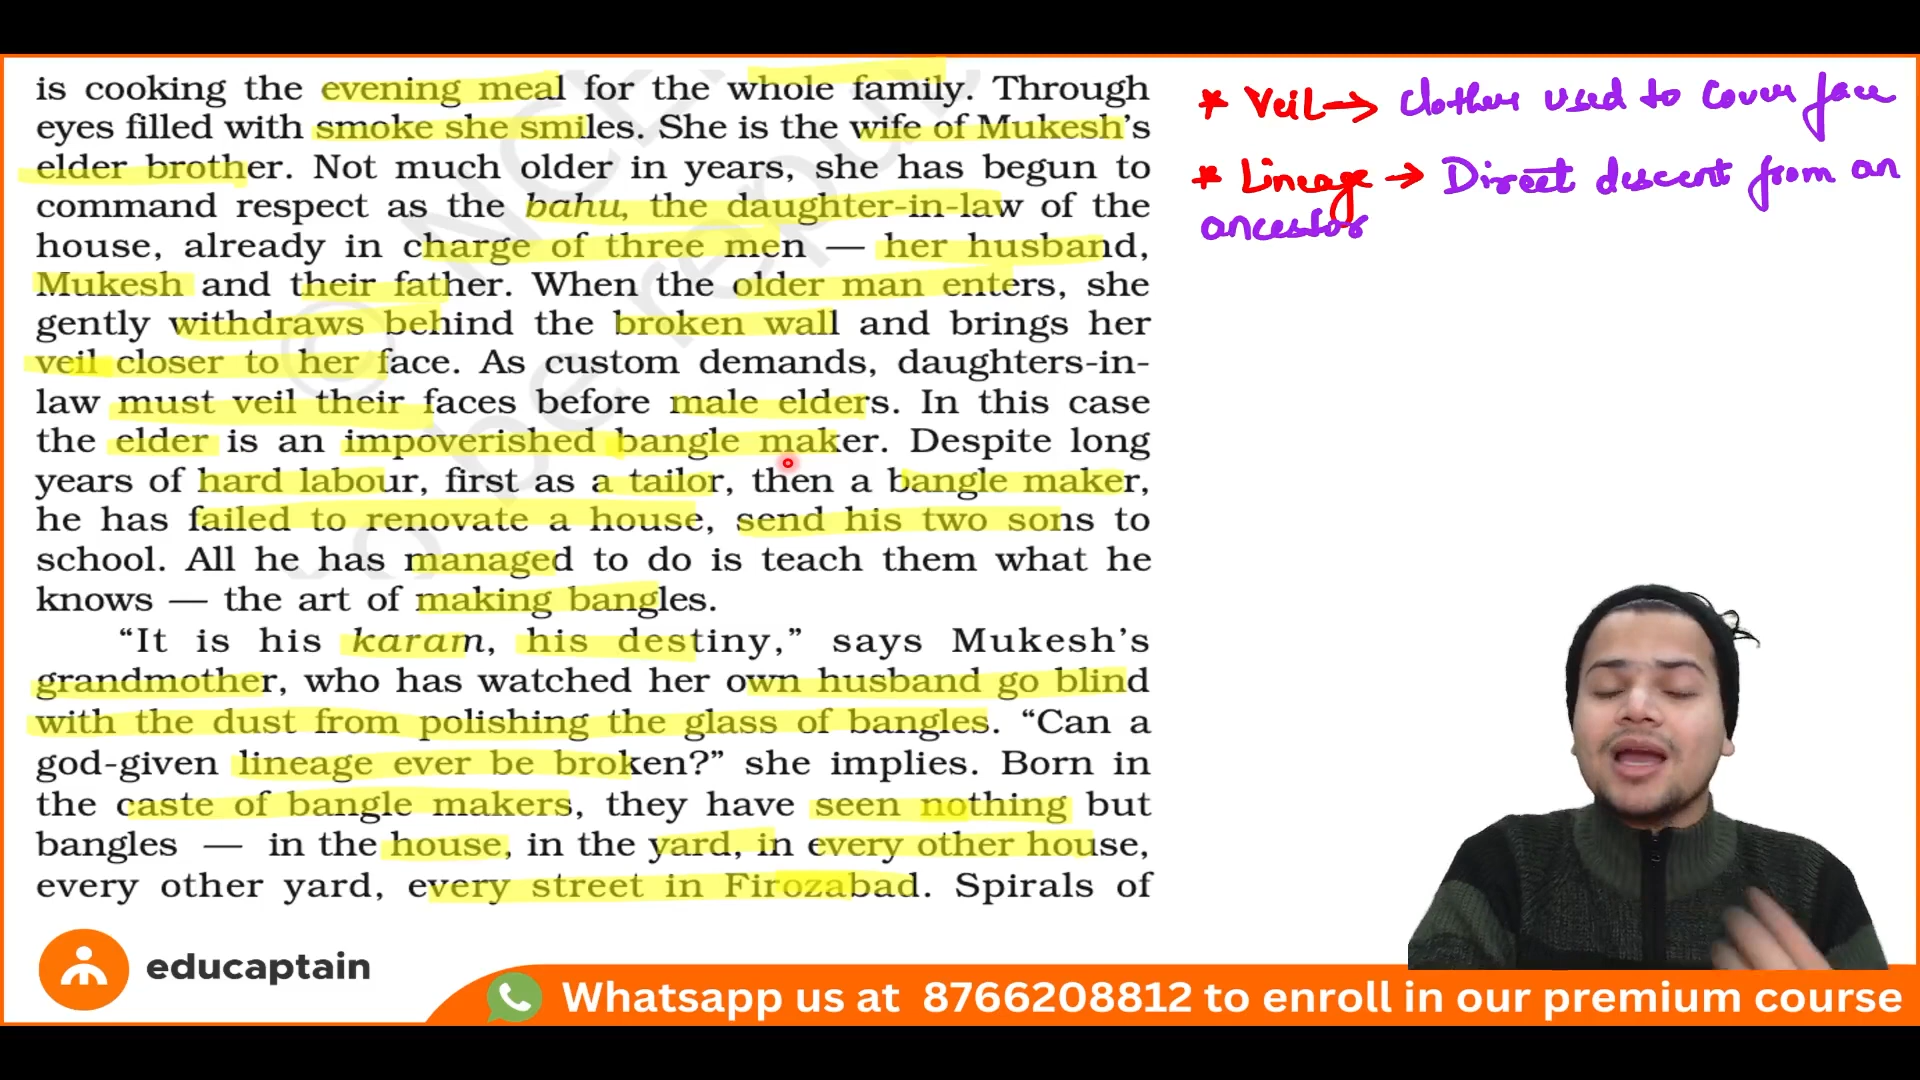 is cooking the evening meal for the whole family. Through
eyes filled with smoke she smiles. She is the wife of Mukesh's
elder brother. Not much older in years, she has begun to
command respect as the bahu, the daughter-in-law of the
house, already in charge of three men — her husband,
Mukesh and their father. When the older man enters, she
gently withdraws behind the broken wall and brings her
veil closer to her face. As custom demands, daughters-in-
law must veil their faces before male elders. In this case
the elder is an impoverished bangle maker. Despite long
years of hard labour, first as a tailor, then a bangle maker,
he has failed to renovate a house, send his two sons to
school. All he has managed to do is teach them what he
knows — the art of making bangles.
“It is his karam, his destiny,” says Mukesh's
grandmother, who has watched her own husband go blind
with the dust from polishing the glass of bangles. “Can a
god-given lineage ever be broken?” she implies. Born in
the caste of bangle makers, they have seen nothing but
bangles — in the house, in the yard, in every other house,
every other yard, every street in Firozabad. Spirals of
* Veil → Clothes used to cover face
* Lineage → Direct descent from an
ancestor
educaptain
Whatsapp us at 8766208812 to enroll in our premium course